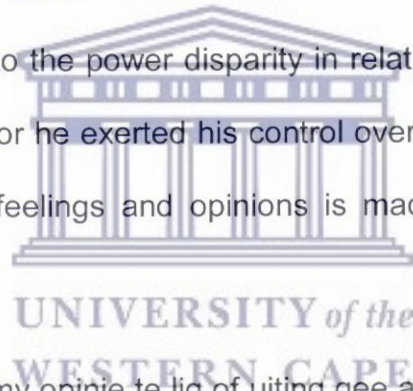 o the power disparity in relat
or he exerted his control over
feelings and opinions is mad
UNIVERSITY of the
WESTERN CAPE
my opinie te lig of uiting gee a